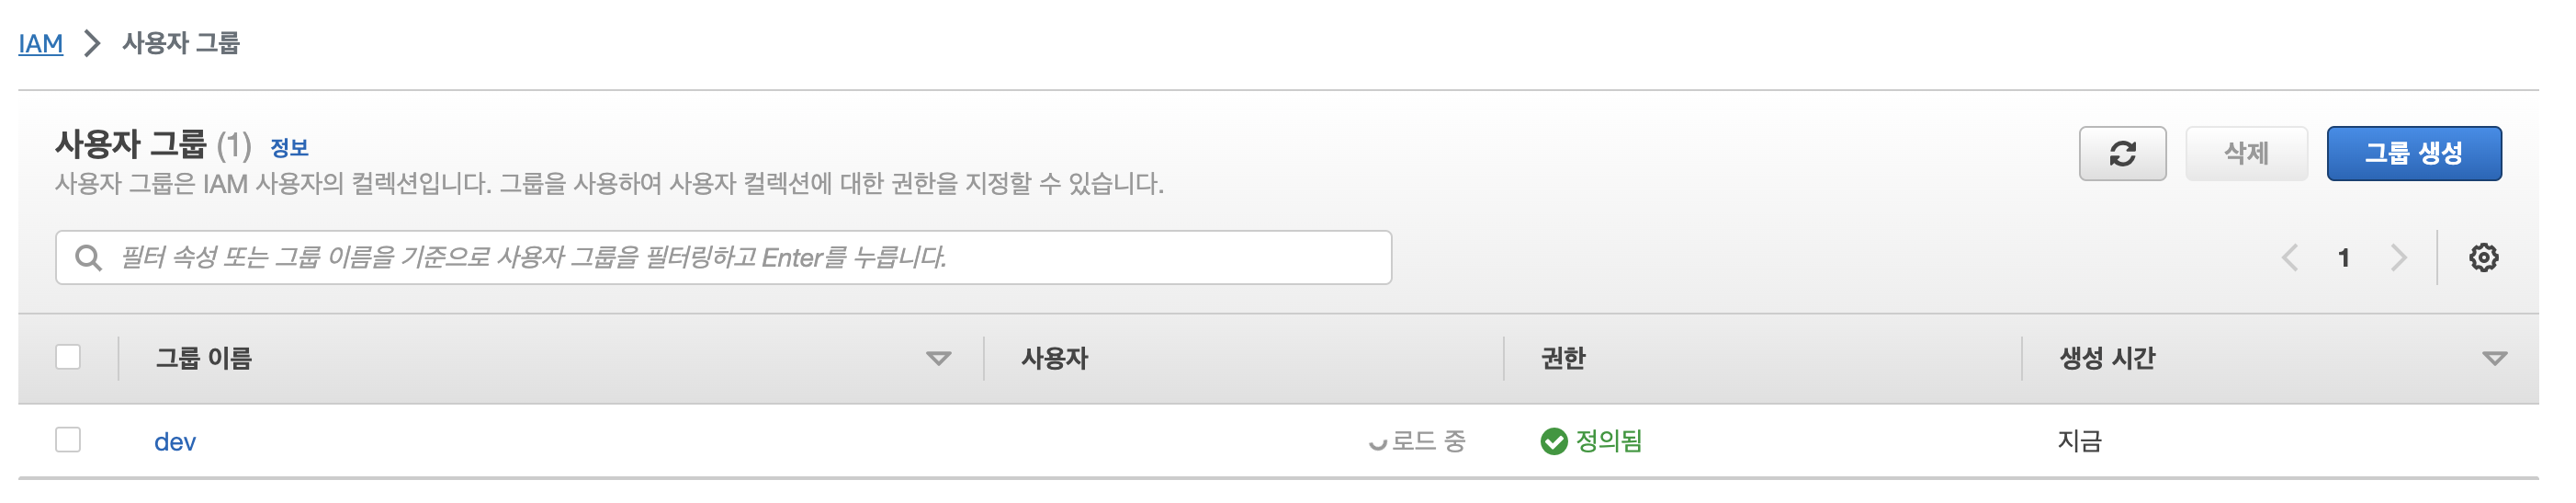 IAM > 사용자 그룹
사용자 그룹 (1) 정보
사용자 그룹은 IAM 사용자의 컬렉션입니다. 그룹을 사용하여 사용자 컬렉션에 대한 권한을 지정할 수 있습니다.
삭제 그룹 생성
필터 속성 또는 그룹 이름을 기준으로 사용자 그룹을 필터링하고 Enter를 누릅니다.
1
그룹 이름 사용자 권한 생성 시간
dev 로드 중 정의됨 지금